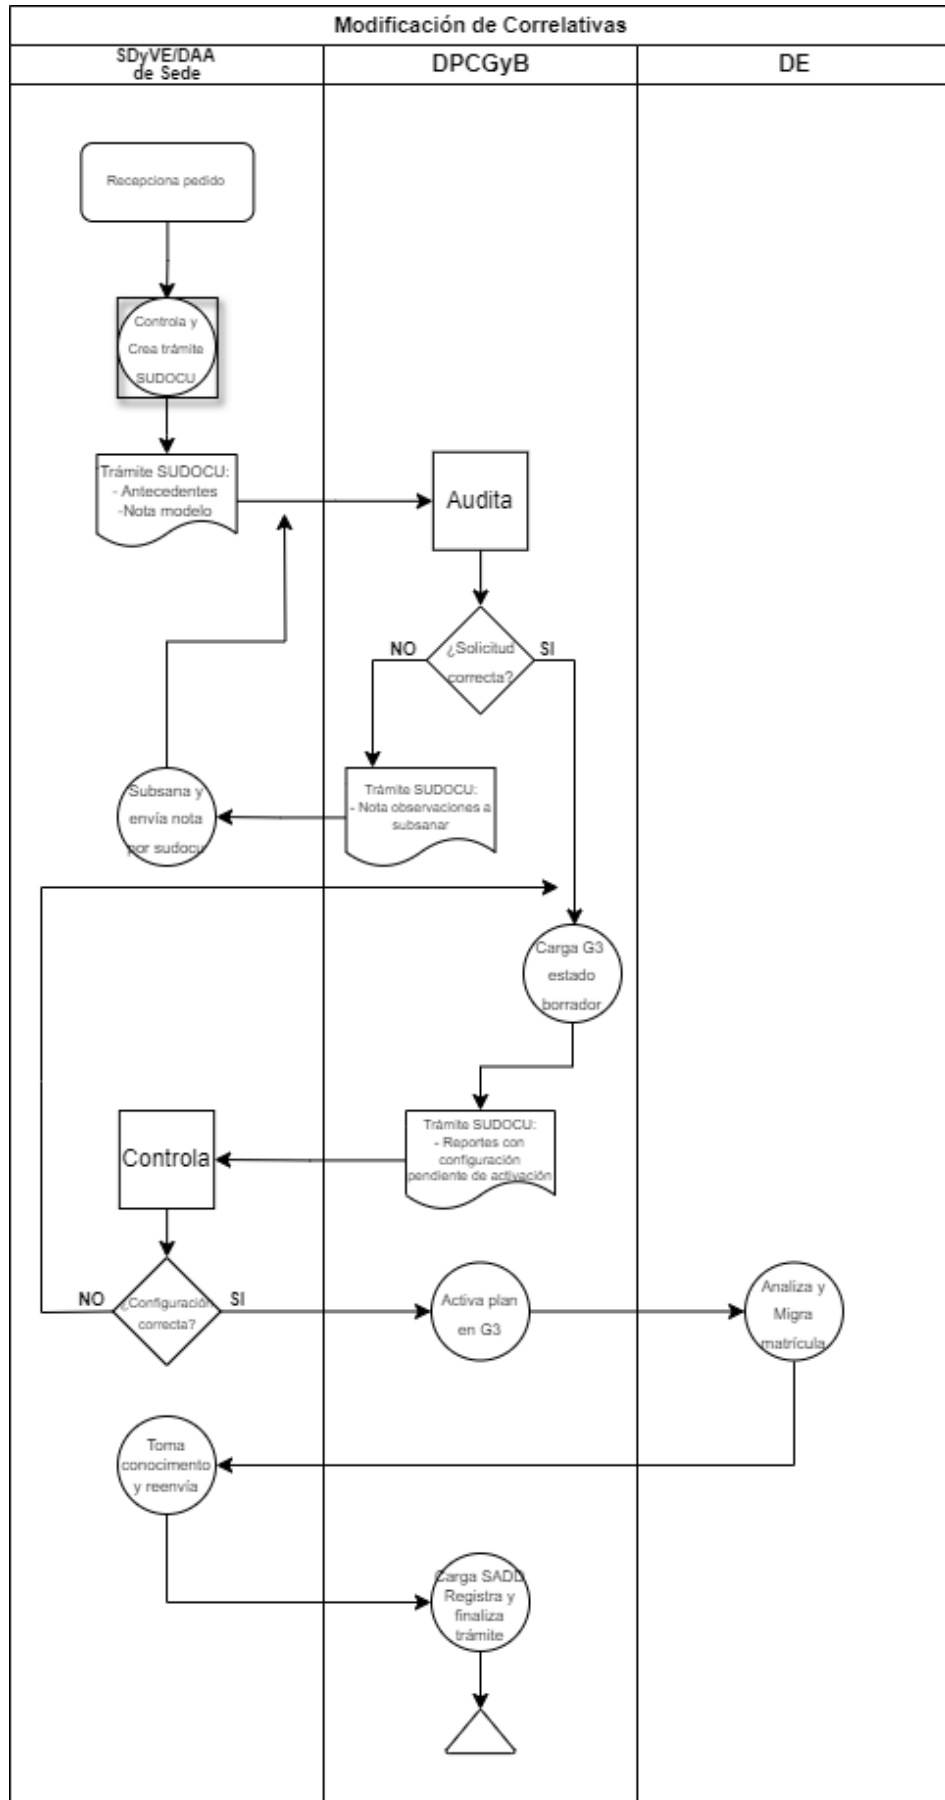 Modificación de Correlativas
SDyVE/DAA
de Sede
DPCGyB
DE
Recepciona pedido
Controla y
Crea trámite
SUDOCU
Trámite SUDOCU:
- Antecedentes
-Nota modelo
Audita
¿Solicitud
correcta?
NO
SI
Trámite SUDOCU:
- Nota observaciones a
subsanar
Subsana y
envía nota
por sudocu
Carga G3
estado
borrador
Trámite SUDOCU:
- Reportes con
configuración
pendiente de activación
Controla
¿Configuración
correcta?
NO
SI
Activa plan
en G3
Analiza y
Migra
matrícula
Toma
conocimento
y reenvía
Carga SADD
Registra y
finaliza
trámite